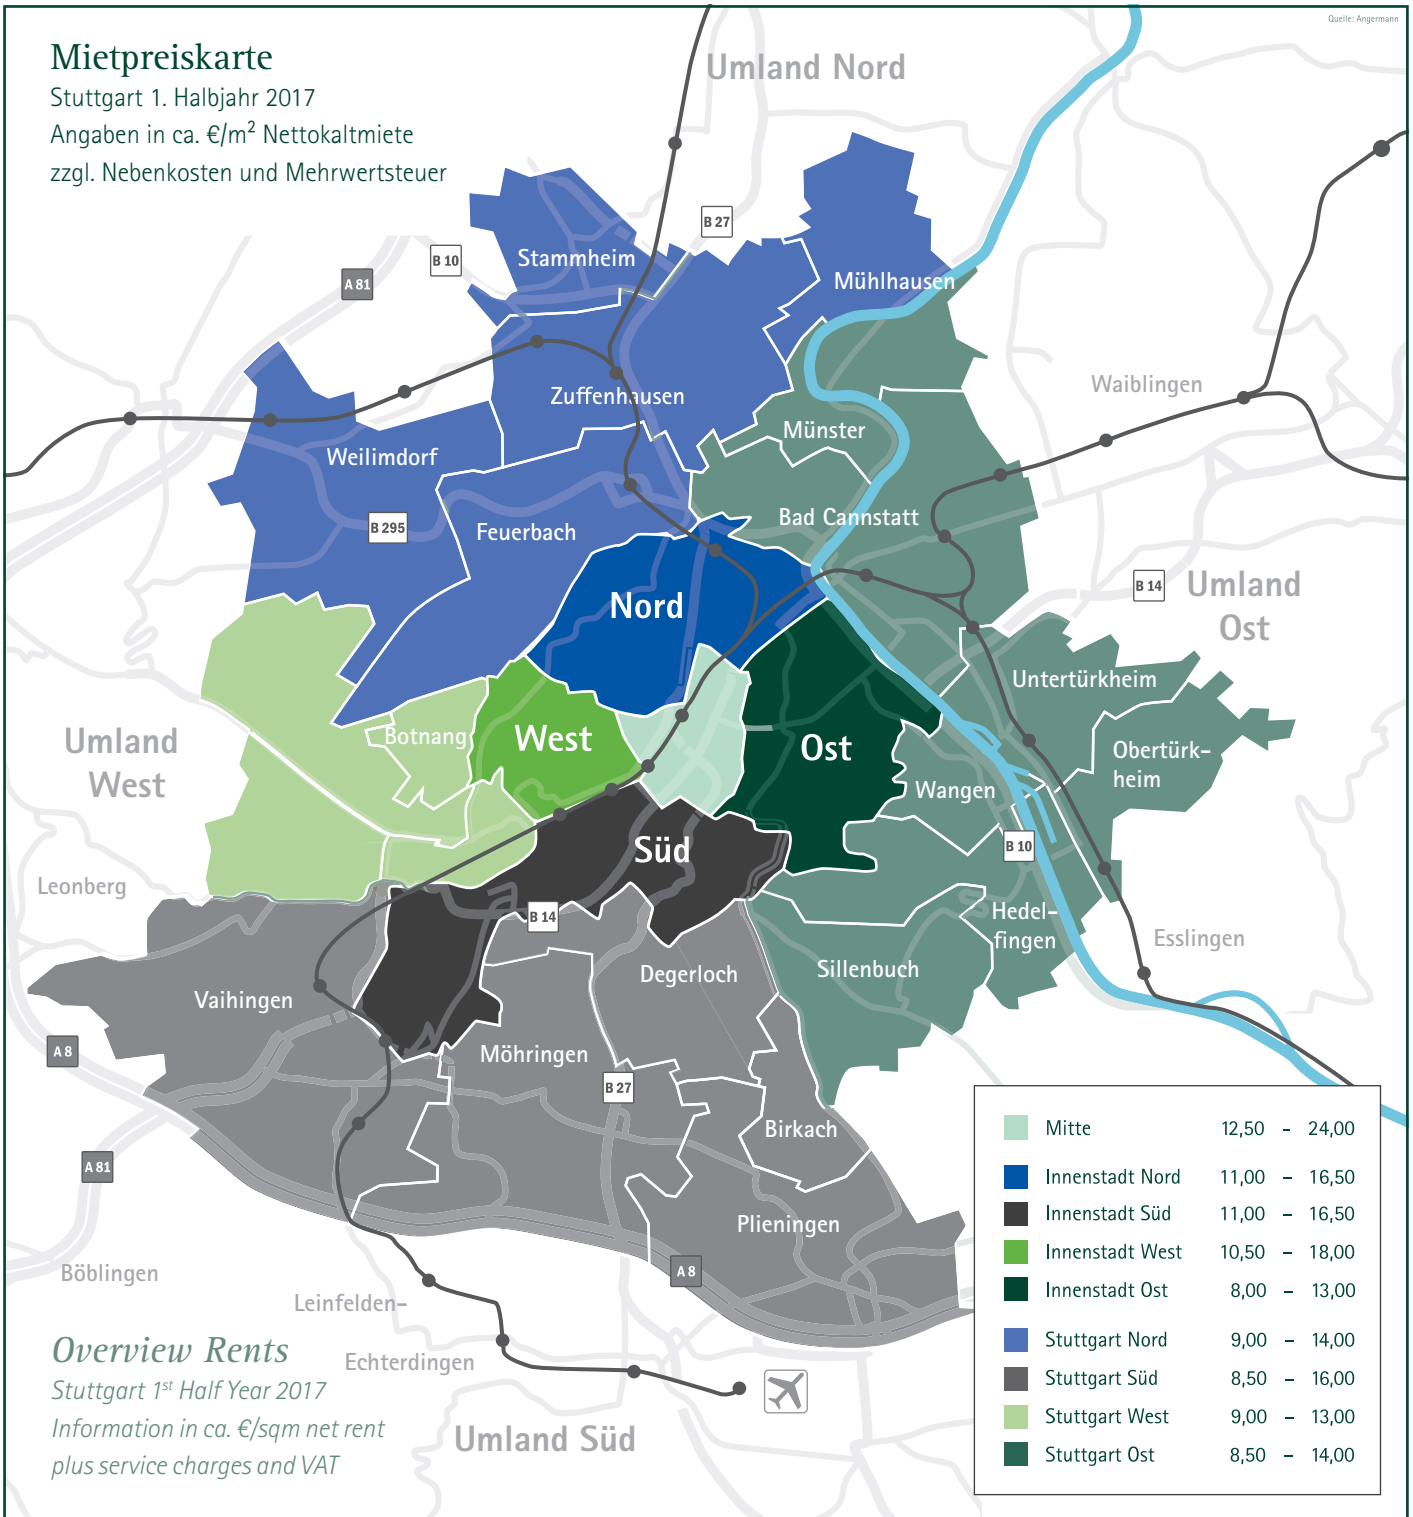 Quelle: Angermann
Mietpreiskarte
Stuttgart 1. Halbjahr 2017
Angaben in ca. €/m² Nettokaltmiete
zzgl. Nebenkosten und Mehrwertsteuer
Umland Nord
B 27
B 10
A 81
Stammheim
Mühlhausen
Zuffenhausen
Waiblingen
Münster
Weilimdorf
B 295
Feuerbach
Bad Cannstatt
Nord
B 14
Umland
Ost
Untertürkheim
Umland
West
Botnang
West
Ost
Obertürk-
heim
Wangen
Süd
B 10
Leonberg
B 14
Hedel-
fingen
Esslingen
Vaihingen
Degerloch
Sillenbuch
A 8
Möhringen
B 27
Birkach
A 81
Plieningen
A 8
Böblingen
Leinfelden-
Echterdingen
Umland Süd
Overview Rents
Stuttgart 1st Half Year 2017
Information in ca. €/sqm net rent
plus service charges and VAT
Mitte 12,50 – 24,00
Innenstadt Nord 11,00 – 16,50
Innenstadt Süd 11,00 – 16,50
Innenstadt West 10,50 – 18,00
Innenstadt Ost 8,00 – 13,00
Stuttgart Nord 9,00 – 14,00
Stuttgart Süd 8,50 – 16,00
Stuttgart West 9,00 – 13,00
Stuttgart Ost 8,50 – 14,00